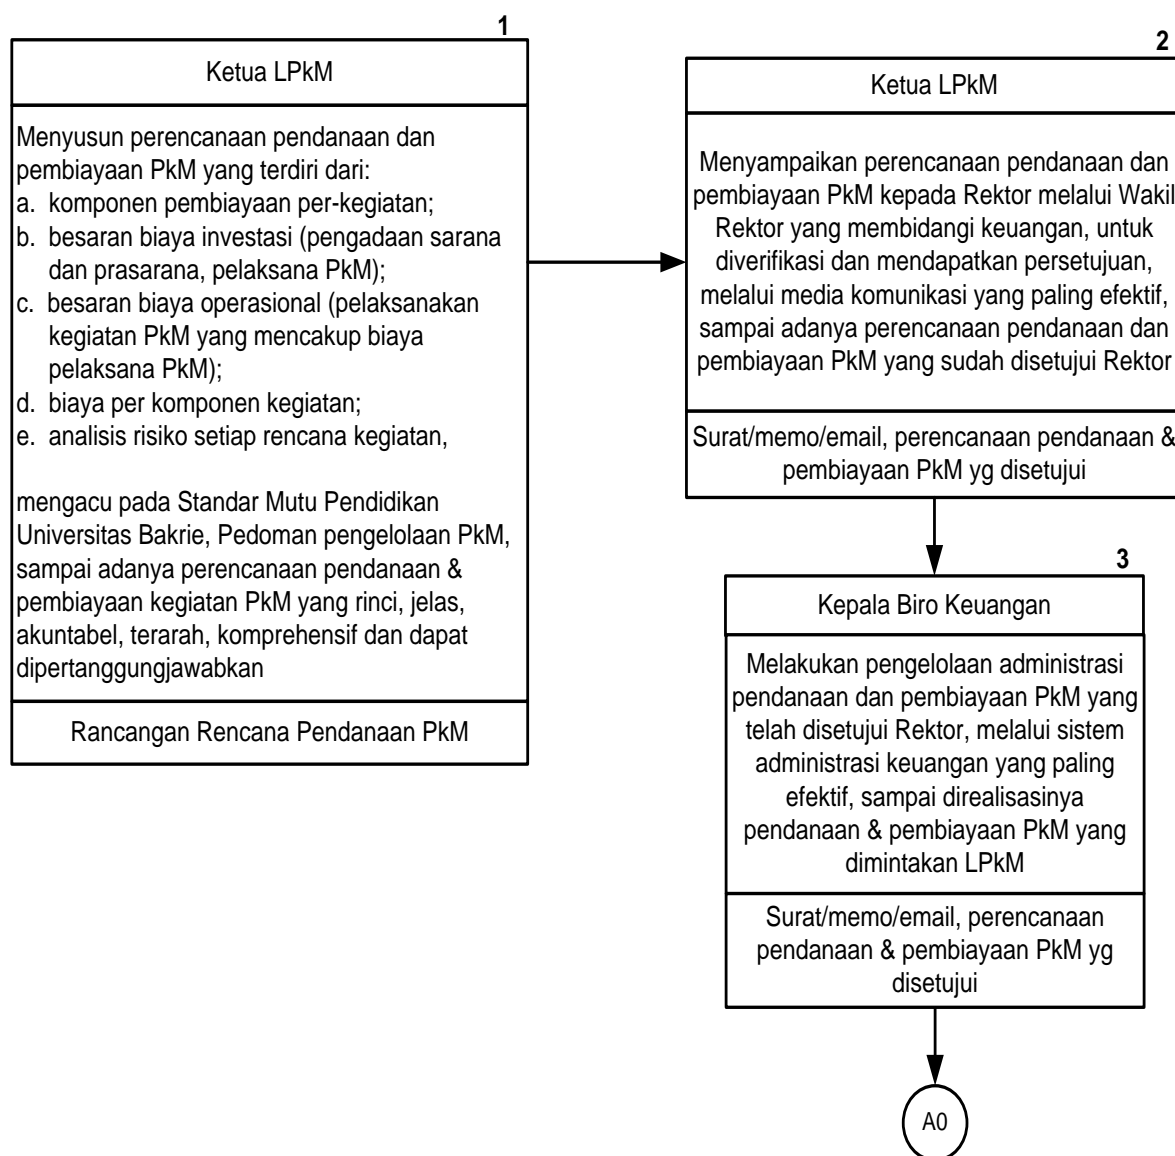 1
Ketua LPkM
Menyusun perencanaan pendanaan dan
pembiayaan PkM yang terdiri dari:
a. komponen pembiayaan per-kegiatan;
b. besaran biaya investasi (pengadaan sarana
dan prasarana, pelaksana PkM);
c. besaran biaya operasional (pelaksanakan
kegiatan PkM yang mencakup biaya
pelaksana PkM);
d. biaya per komponen kegiatan;
e. analisis risiko setiap rencana kegiatan,
mengacu pada Standar Mutu Pendidikan
Universitas Bakrie, Pedoman pengelolaan PkM,
sampai adanya perencanaan pendanaan &
pembiayaan kegiatan PkM yang rinci, jelas,
akuntabel, terarah, komprehensif dan dapat
dipertanggungjawabkan
Rancangan Rencana Pendanaan PkM
2
Ketua LPkM
Menyampaikan perencanaan pendanaan dan
pembiayaan PkM kepada Rektor melalui Wakil
Rektor yang membidangi keuangan, untuk
diverifikasi dan mendapatkan persetujuan,
melalui media komunikasi yang paling efektif,
sampai adanya perencanaan pendanaan dan
pembiayaan PkM yang sudah disetujui Rektor
Surat/memo/email, perencanaan pendanaan &
pembiayaan PkM yg disetujui
3
Kepala Biro Keuangan
Melakukan pengelolaan administrasi
pendanaan dan pembiayaan PkM yang
telah disetujui Rektor, melalui sistem
administrasi keuangan yang paling
efektif, sampai direalisasinya
pendanaan & pembiayaan PkM yang
dimintakan LPkM
Surat/memo/email, perencanaan
pendanaan & pembiayaan PkM yg
disetujui
A0